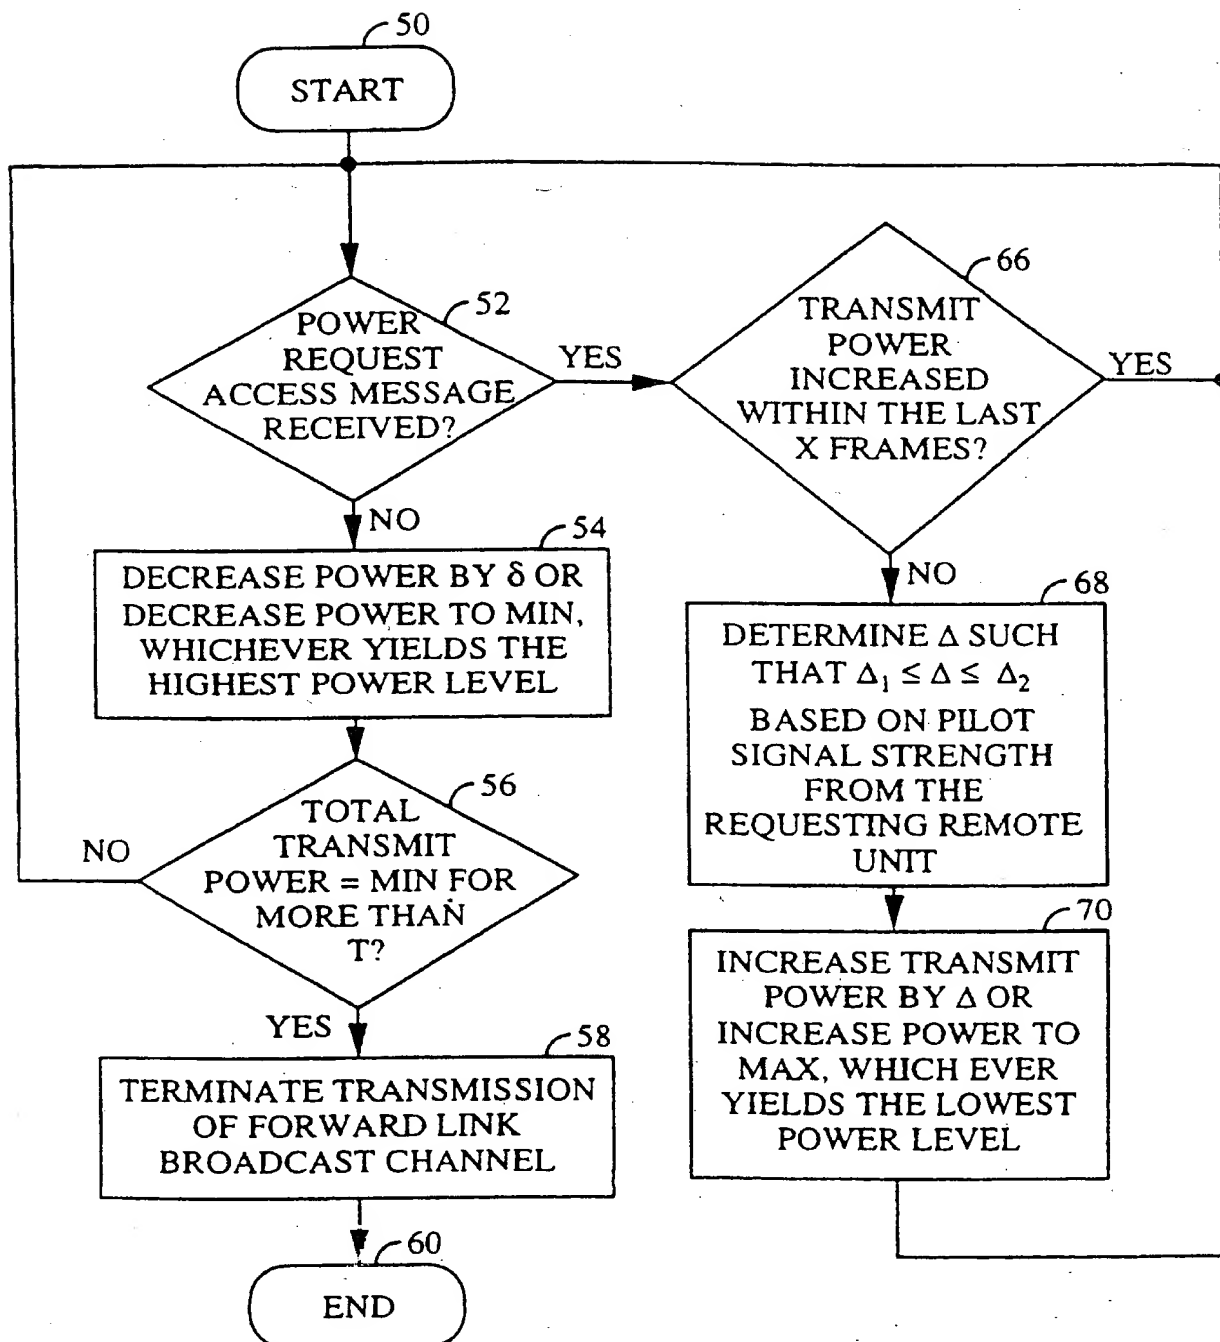 50
START
52
POWER
REQUEST
ACCESS MESSAGE
RECEIVED?
YES
66
TRANSMIT
POWER
INCREASED
WITHIN THE LAST
X FRAMES?
YES
NO
54
DECREASE POWER BY δ OR
DECREASE POWER TO MIN,
WHICHEVER YIELDS THE
HIGHEST POWER LEVEL
NO
68
DETERMINE Δ SUCH
THAT Δ₁ ≤ Δ ≤ Δ₂
BASED ON PILOT
SIGNAL STRENGTH
FROM THE
REQUESTING REMOTE
UNIT
56
TOTAL
TRANSMIT
POWER = MIN FOR
MORE THAN
T?
NO
YES
70
INCREASE TRANSMIT
POWER BY Δ OR
INCREASE POWER TO
MAX, WHICH EVER
YIELDS THE LOWEST
POWER LEVEL
58
TERMINATE TRANSMISSION
OF FORWARD LINK
BROADCAST CHANNEL
60
END